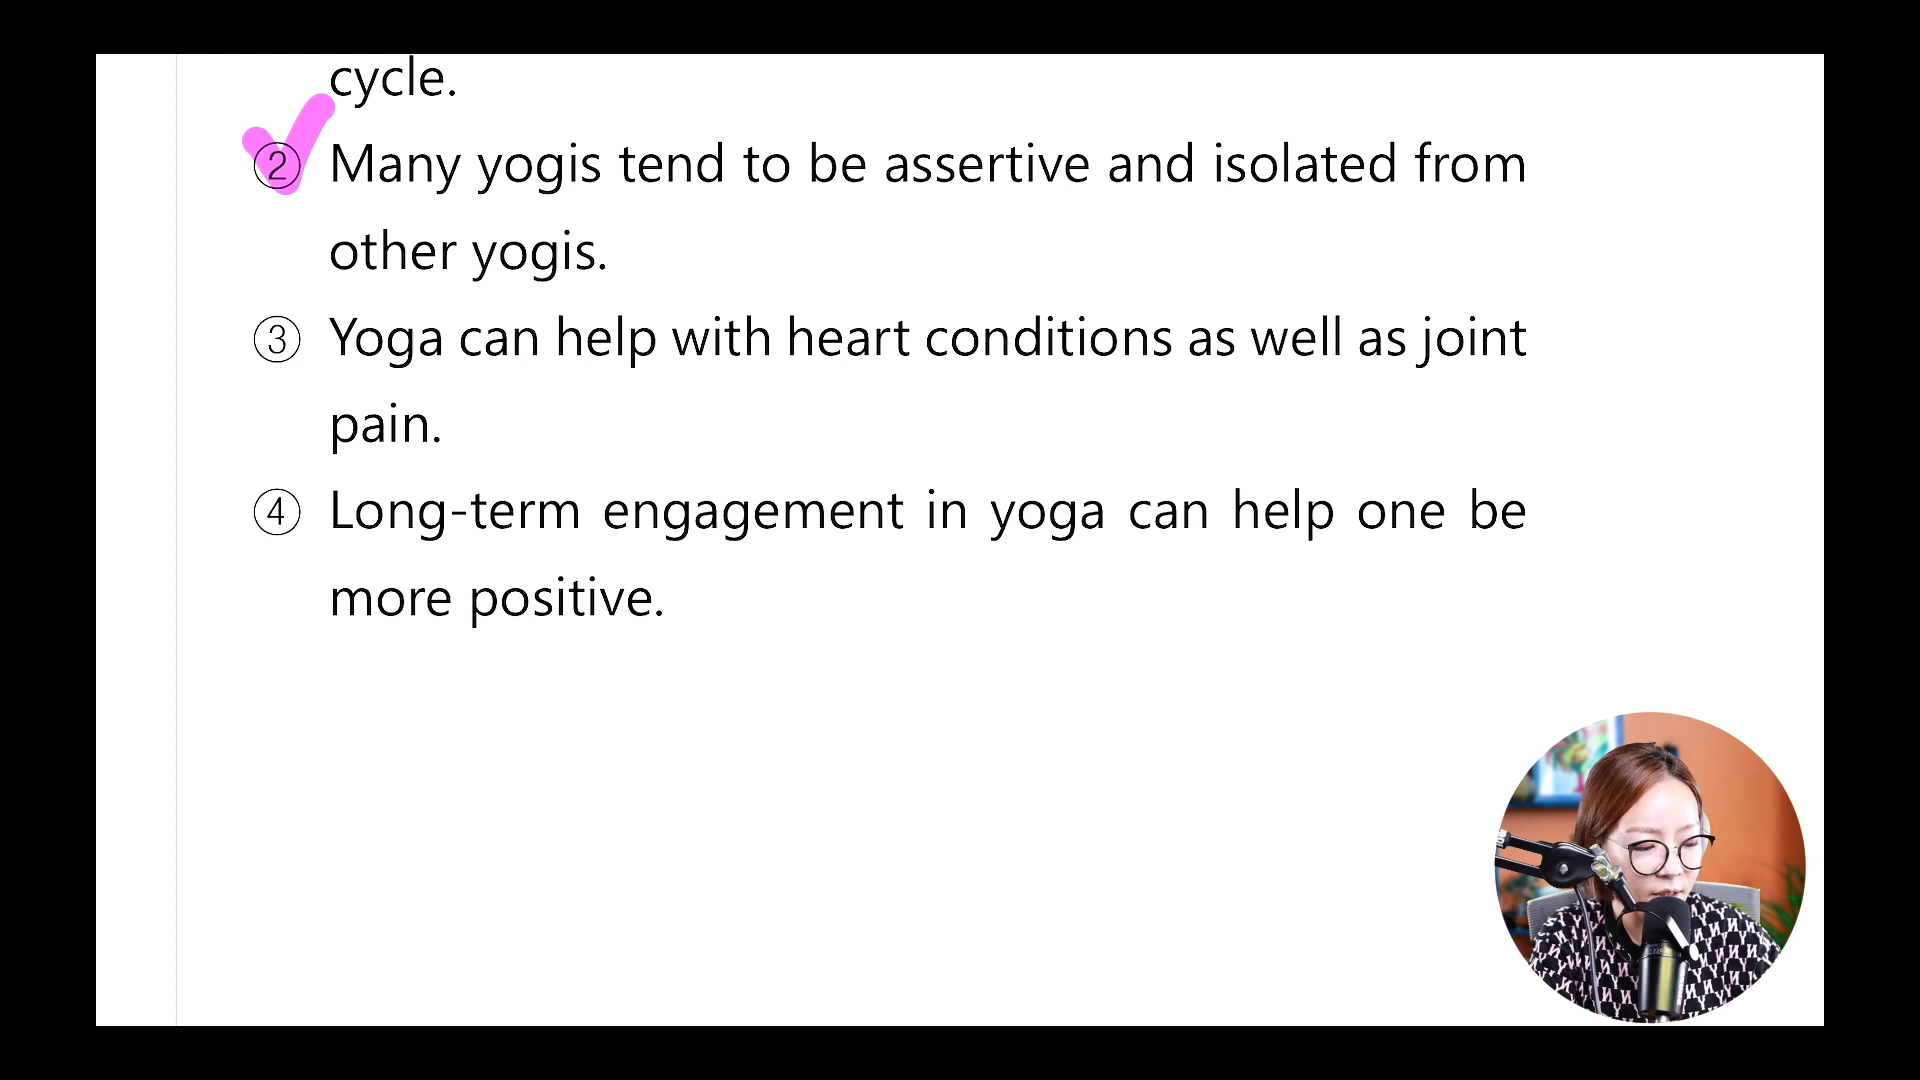 cycle.
② Many yogis tend to be assertive and isolated from
other yogis.
③ Yoga can help with heart conditions as well as joint
pain.
④ Long-term engagement in yoga can help one be
more positive.